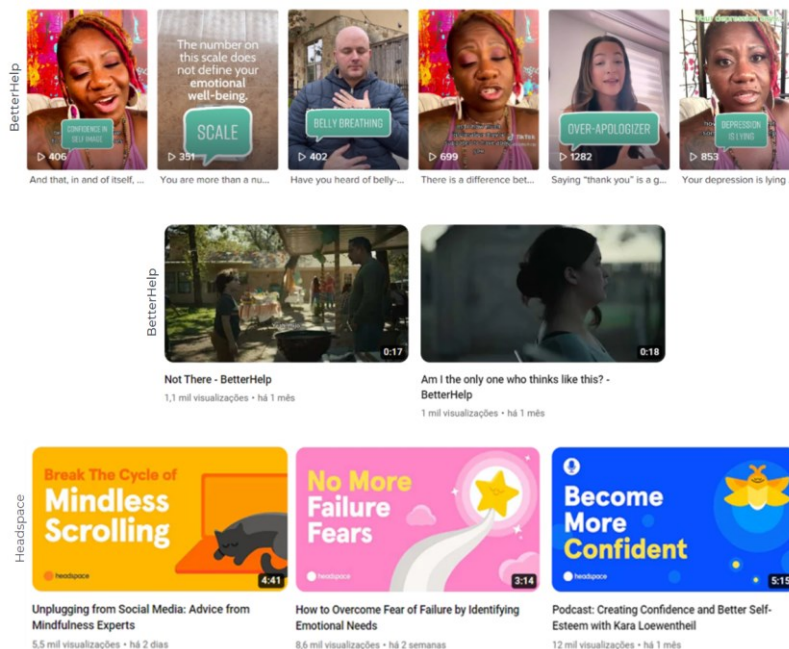 BetterHelp
CONFIDENCE IN
SELF IMAGE
406
And that, in and of itself, ...
The number on
this scale does
not define your
emotional
well-being.
SCALE
351
You are more than a nu...
BELLY BREATHING
402
Have you heard of belly-...
TikTok
699
There is a difference bet...
OVER-APOLOGIZER
1282
Saying “thank you” is a g...
Your depression
DEPRESSION
IS LYING
853
Your depression is lying
BetterHelp
0:17
Not There - BetterHelp
1,1 mil visualizações • há 1 mês
0:18
Am I the only one who thinks like this? -
BetterHelp
1 mil visualizações • há 1 mês
Headspace
Break The Cycle of
Mindless
Scrolling
headspace
4:41
Unplugging from Social Media: Advice from
Mindfulness Experts
5,5 mil visualizações • há 2 dias
No More
Failure
Fears
headspace
3:14
How to Overcome Fear of Failure by Identifying
Emotional Needs
8,6 mil visualizações • há 2 semanas
Become
More
Confident
headspace
5:15
Podcast: Creating Confidence and Better Self-
Esteem with Kara Loewentheil
12 mil visualizações • há 1 mês